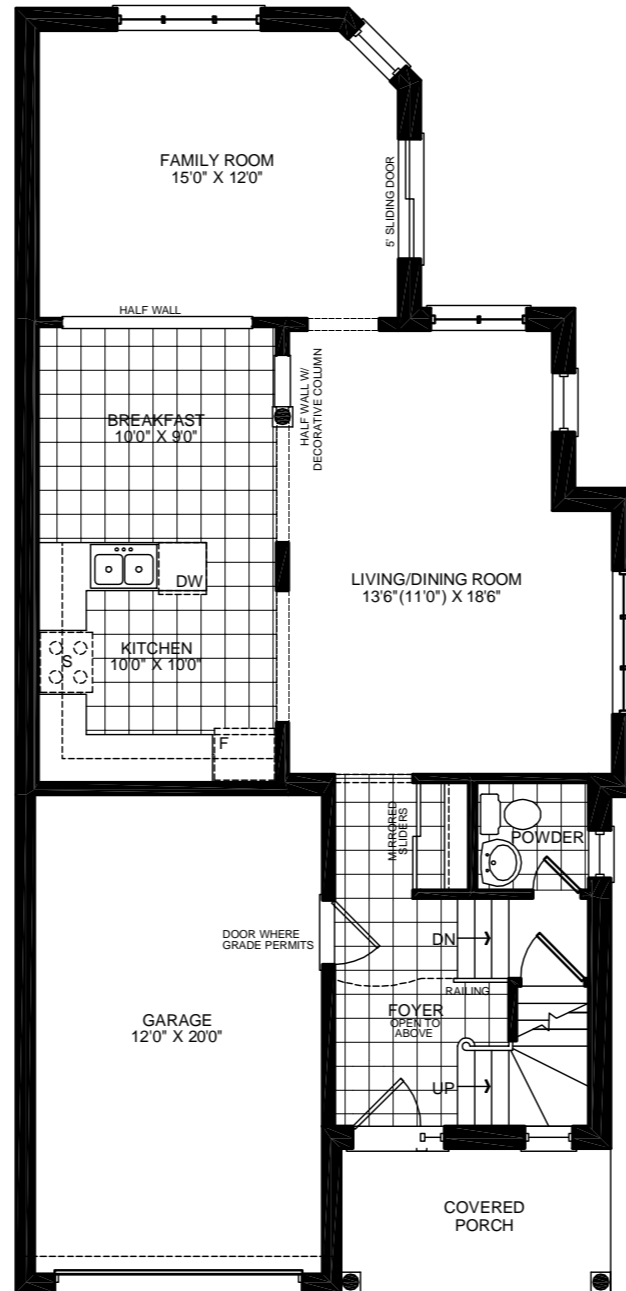 FAMILY ROOM
15'0" X 12'0"
5' SLIDING DOOR
HALF WALL
BREAKFAST
10'0" X 9'0"
HALF WALL W/
DECORATIVE COLUMN
DW
LIVING/DINING ROOM
13'6"(11'0") X 18'6"
S
KITCHEN
10'0" X 10'0"
F
MIRRORED
SLIDERS
POWDER
DOOR WHERE
GRADE PERMITS
DN
RAILING
FOYER
OPEN TO
ABOVE
GARAGE
12'0" X 20'0"
UP
COVERED
PORCH